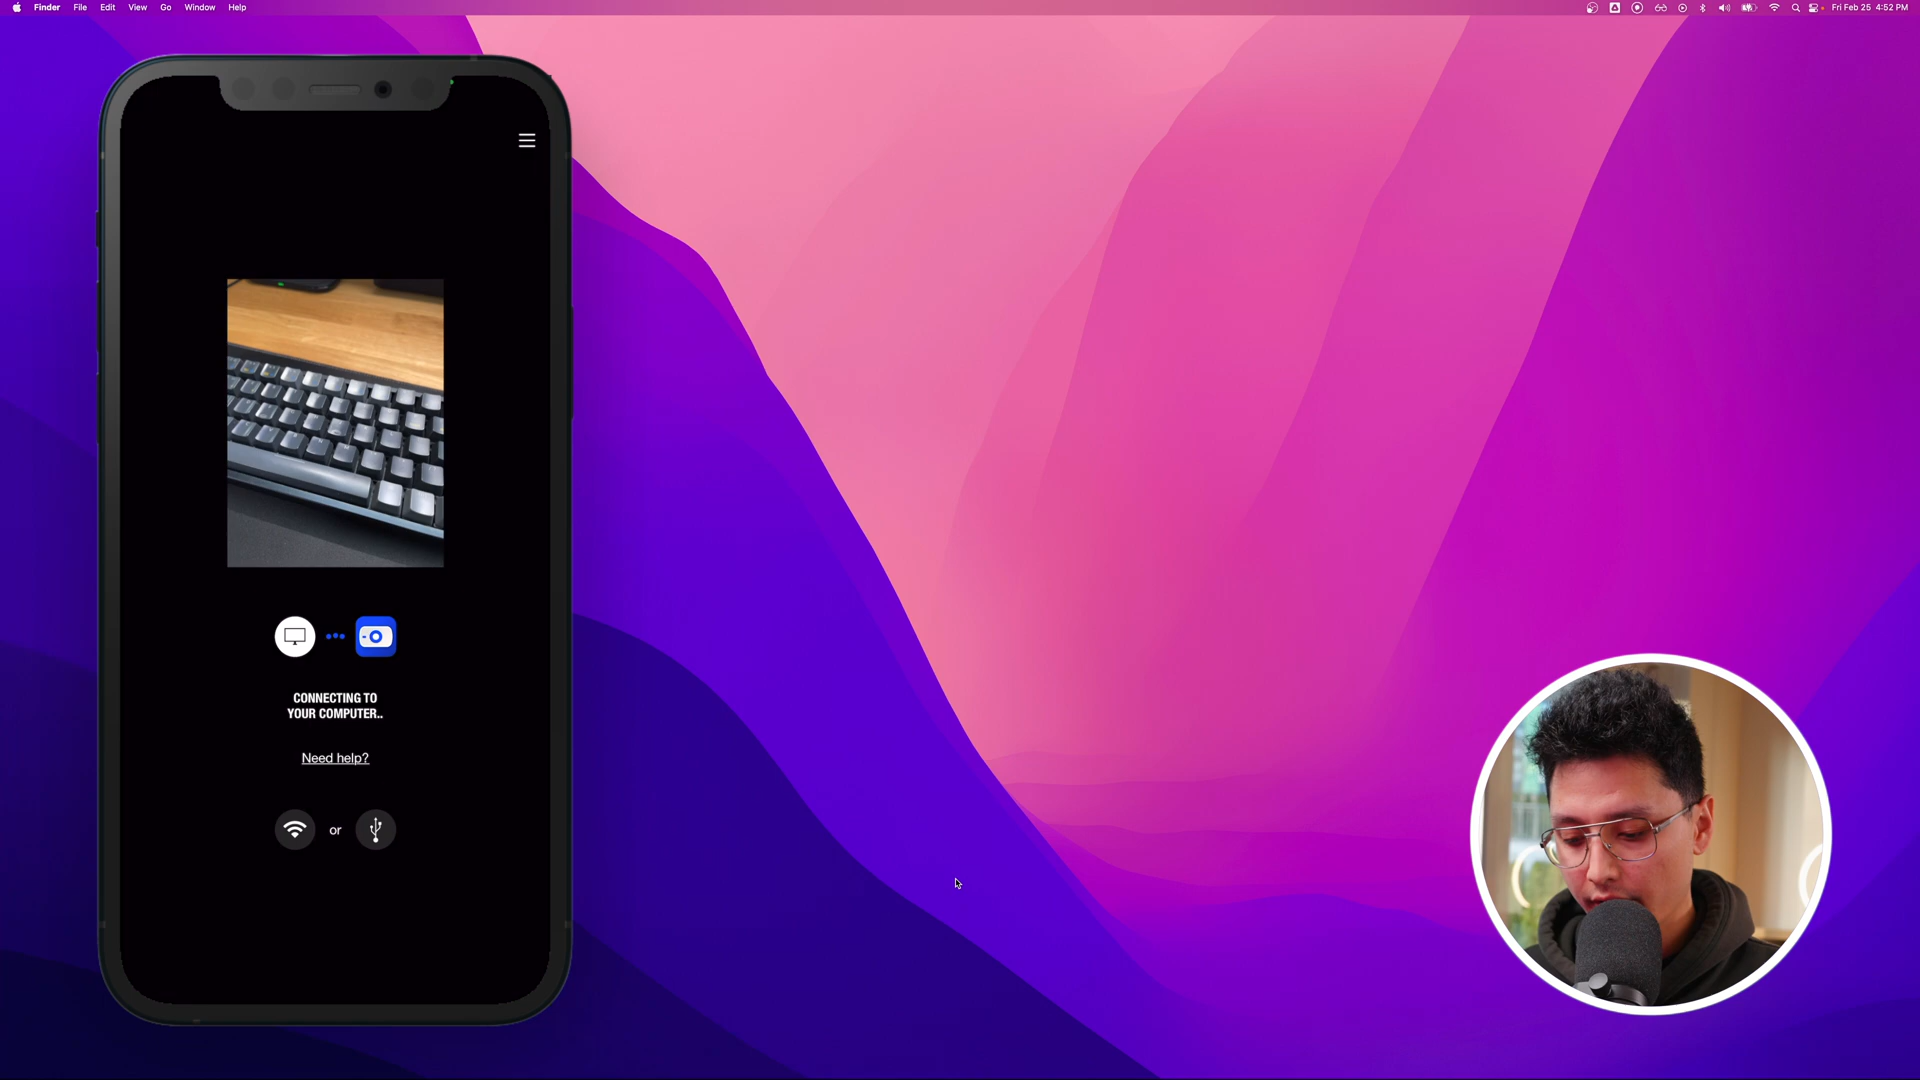 Finder File Edit View Go Window Help
Fri Feb 25 4:52 PM
CONNECTING TO
YOUR COMPUTER..
Need help?
or